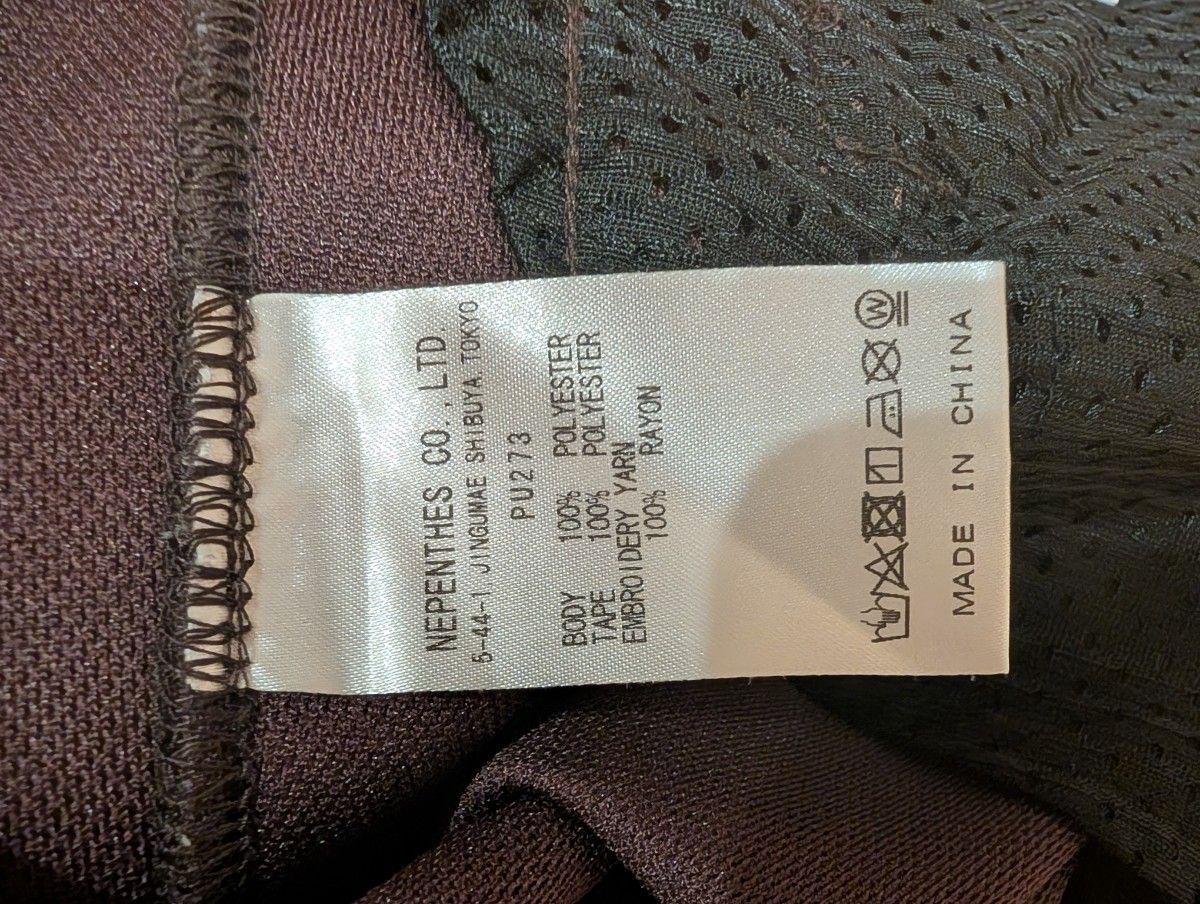 NEPENTHES CO., LTD
5-44-1 JINGUMAE SHIBUYA TOKYO
PU273
BODY 100% POLYESTER
TAPE 100% POLYESTER
EMBROIDERY YARN
100% RAYON
W
MADE IN CHINA